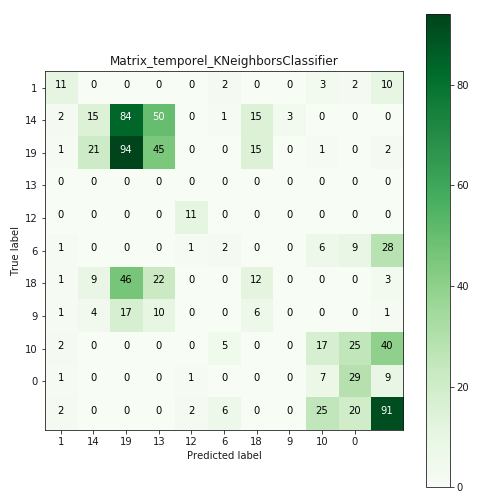 Matrix_temporel_KNeighborsClassifier
1 11 0 0 0 0 2 0 0 3 2 10
14 2 15 84 50 0 1 15 3 0 0 0
19 1 21 94 45 0 0 15 0 1 0 2
13 0 0 0 0 0 0 0 0 0 0 0
12 0 0 0 0 11 0 0 0 0 0 0
6 1 0 0 0 1 2 0 0 6 9 28
18 1 9 46 22 0 0 12 0 0 0 3
9 1 4 17 10 0 0 6 0 0 0 1
10 2 0 0 0 0 5 0 0 17 25 40
0 1 0 0 0 1 0 0 0 7 29 9
2 0 0 0 2 6 0 0 25 20 91
1 14 19 13 12 6 18 9 10 0
True label
Predicted label
80
60
40
20
0